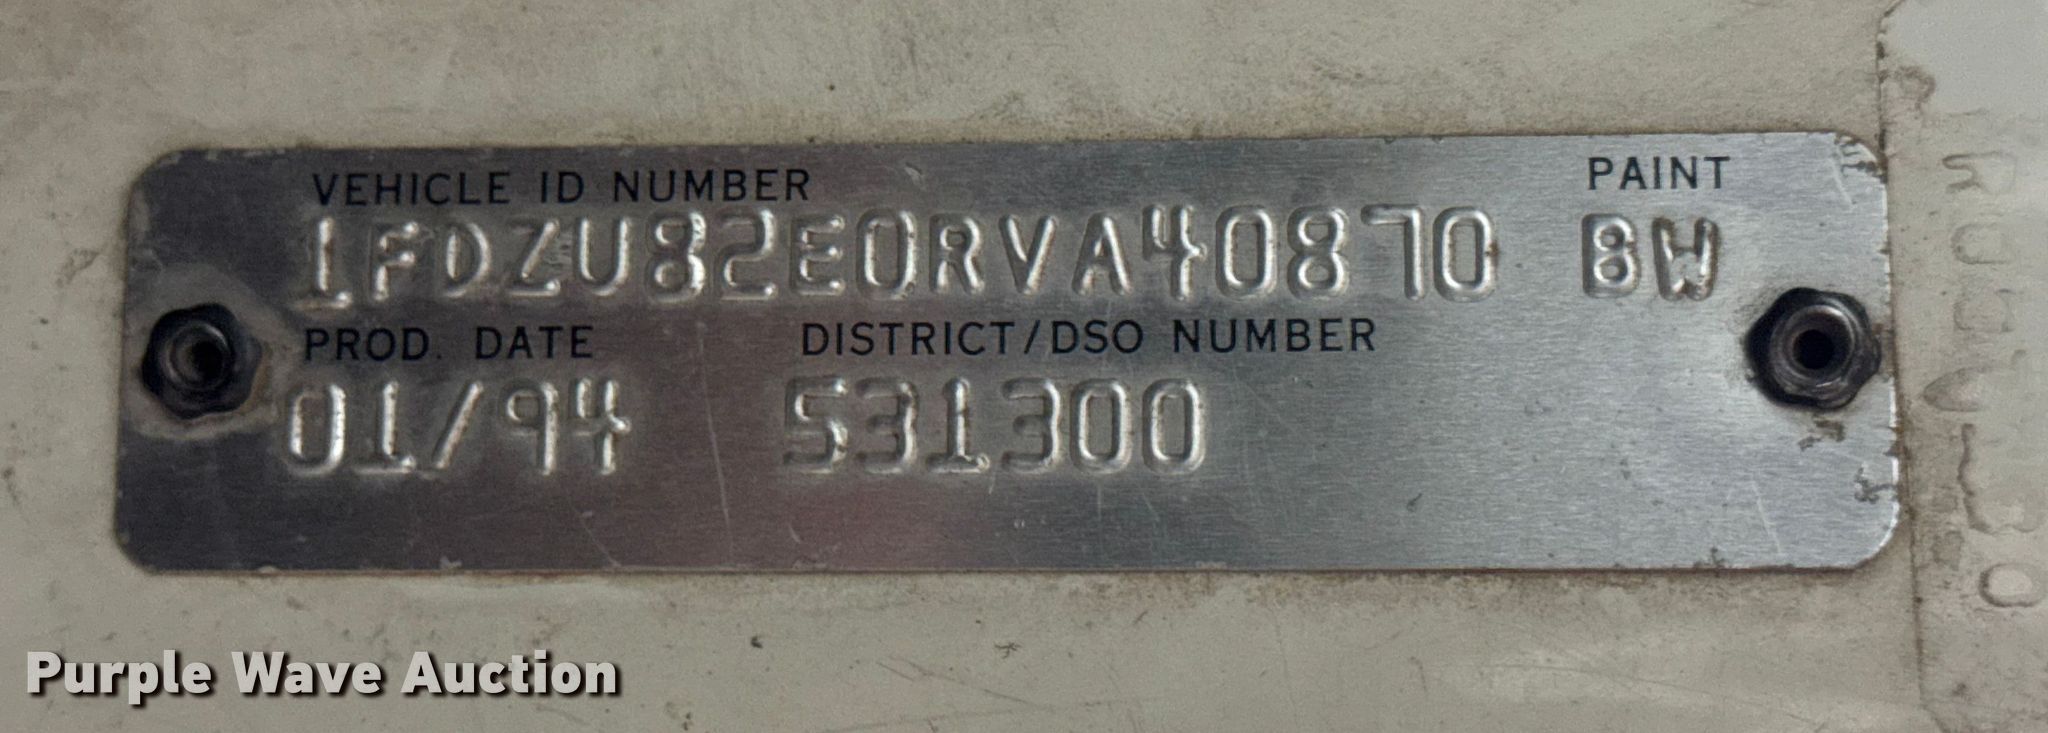 VEHICLE ID NUMBER PAINT
1FDZU82E0RVA40870 BW
PROD. DATE DISTRICT/DSO NUMBER
01/94 531300
Purple Wave Auction